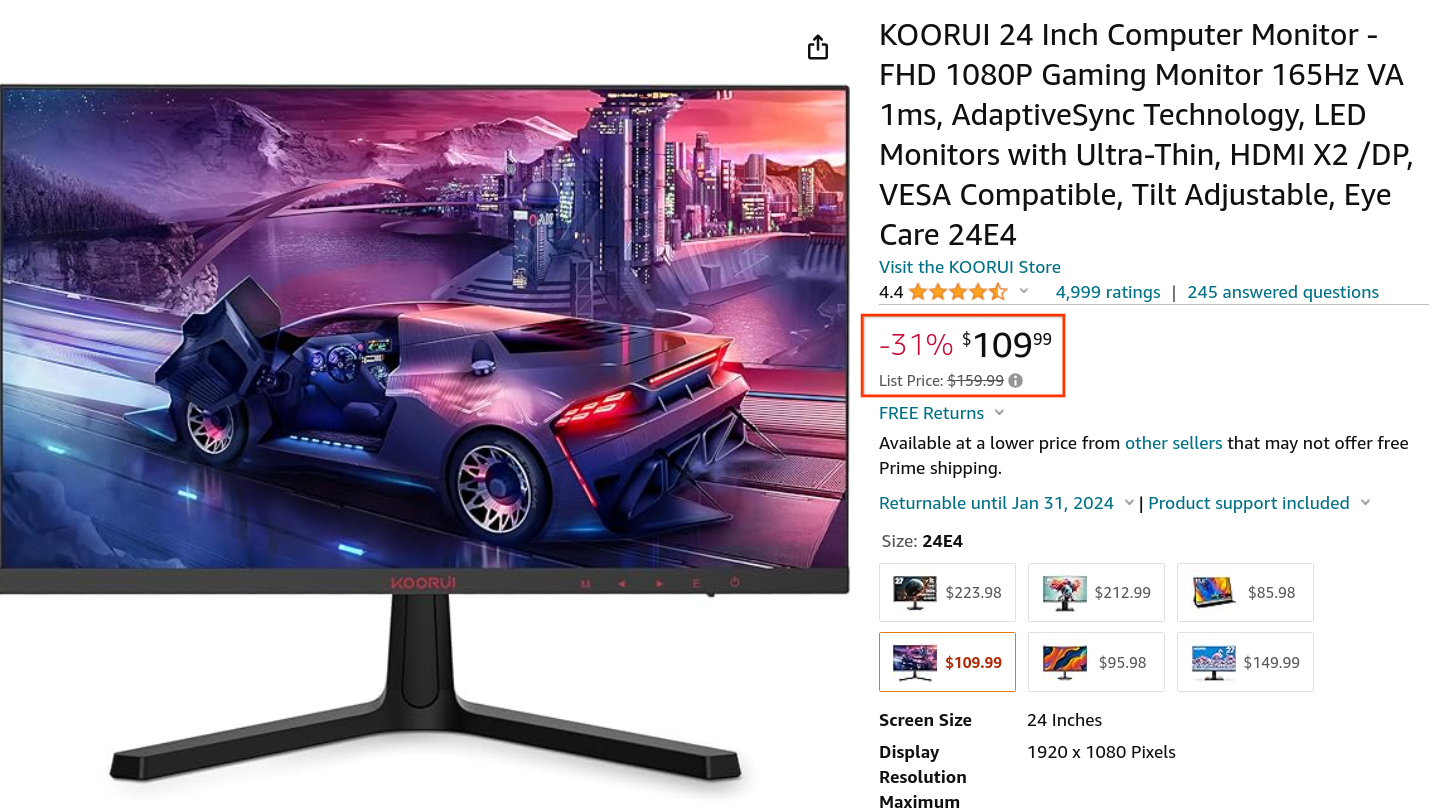 KOORUI 24 Inch Computer Monitor -
FHD 1080P Gaming Monitor 165Hz VA
1ms, AdaptiveSync Technology, LED
Monitors with Ultra-Thin, HDMI X2 /DP,
VESA Compatible, Tilt Adjustable, Eye
Care 24E4
Visit the KOORUI Store
4.4
4,999 ratings | 245 answered questions
-31% $109 99
List Price: $159.99
FREE Returns
Available at a lower price from other sellers that may not offer free
Prime shipping.
Returnable until Jan 31, 2024 | Product support included
Size: 24E4
$223.98 $212.99 $85.98
$109.99 $95.98 $149.99
Screen Size 24 Inches
Display 1920 x 1080 Pixels
Resolution
Maximum
KOORUI
M E